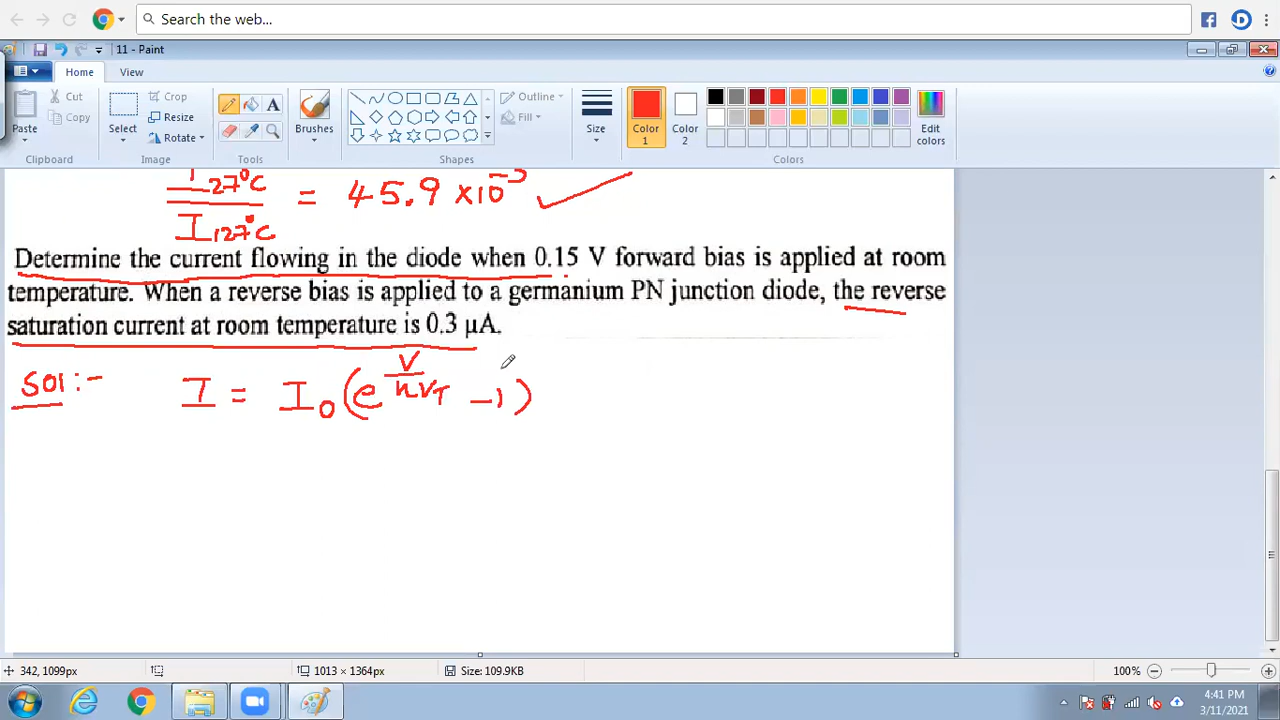 Search the web...
11 - Paint
Home View
Paste
Cut
Copy
Select
Crop
Resize
Rotate
Brushes
Outline
Fill
Size
Color 1
Color 2
Edit colors
Clipboard
Image
Tools
Shapes
Colors
I27°C / I127°C = 45.9 ×10⁻³
Determine the current flowing in the diode when 0.15 V forward bias is applied at room
temperature. When a reverse bias is applied to a germanium PN junction diode, the reverse
saturation current at room temperature is 0.3 μA.
Sol :- I = I0 (e^(V/ηVT) -1)
342, 1099px
1013 × 1364px
Size: 109.9KB
100%
4:41 PM
3/11/2021